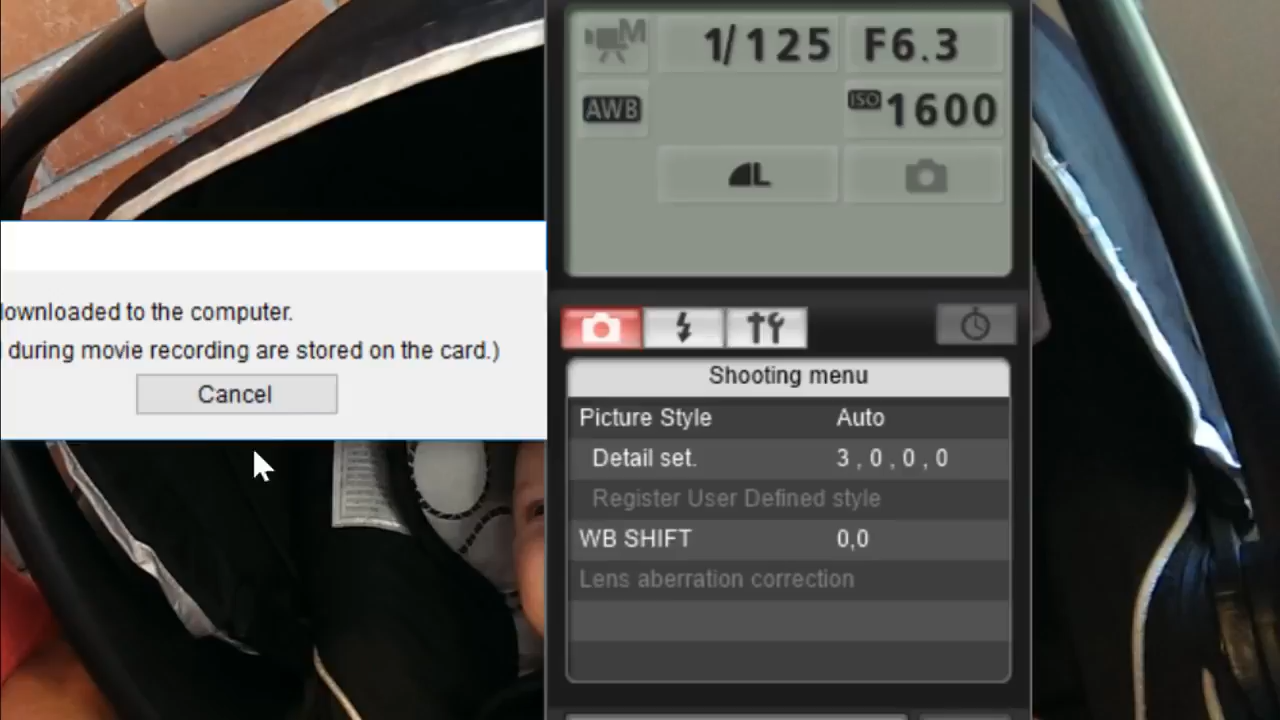 M 1/125 F6.3
AWB ISO 1600
L
downloaded to the computer.
during movie recording are stored on the card.)
Cancel
Shooting menu
Picture Style Auto
Detail set. 3 , 0 , 0 , 0
Register User Defined style
WB SHIFT 0,0
Lens aberration correction